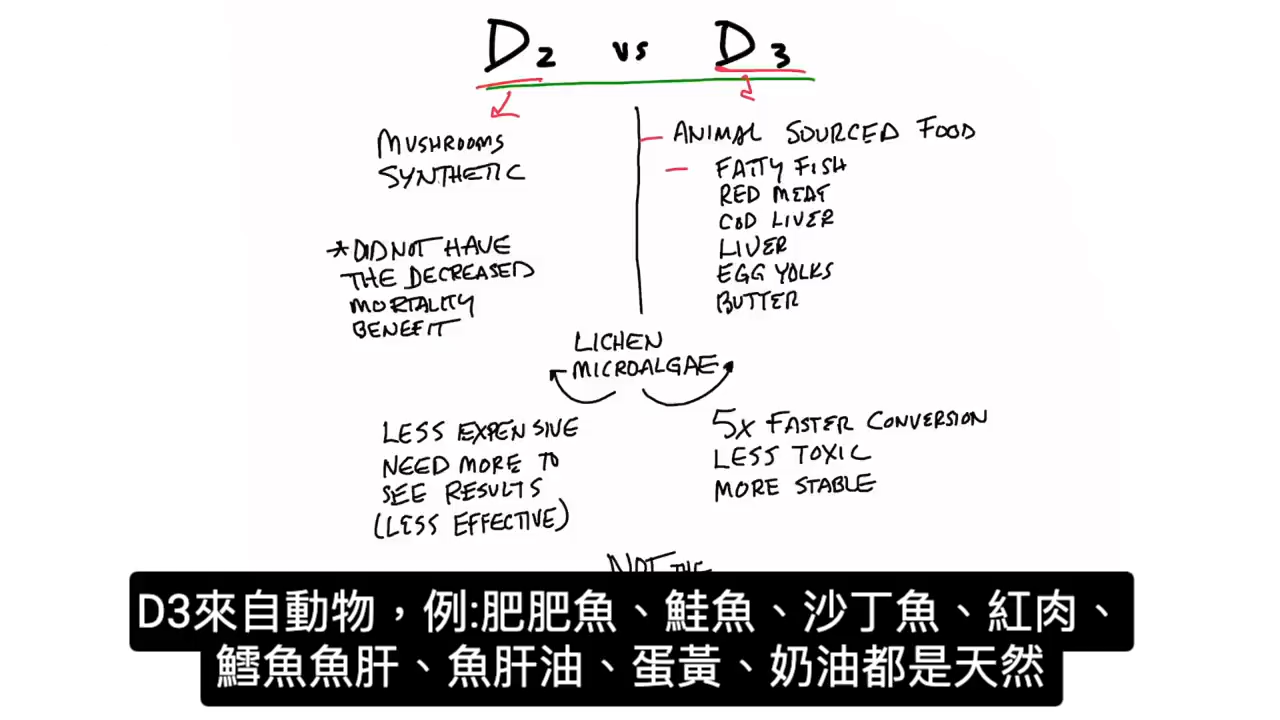 D2 vs D3
MUSHROOMS
SYNTHETIC
*DID NOT HAVE
THE DECREASED
MORTALITY
BENEFIT
ANIMAL SOURCED FOOD
FATTY FISH
RED MEAT
COD LIVER
LIVER
EGG YOLKS
BUTTER
LICHEN
MICROALGAE
LESS EXPENSIVE
NEED MORE TO
SEE RESULTS
(LESS EFFECTIVE)
5X FASTER CONVERSION
LESS TOXIC
MORE STABLE
NOT THE
D3來自動物，例:肥肥魚、鮭魚、沙丁魚、紅肉、
鱈魚魚肝、魚肝油、蛋黃、奶油都是天然